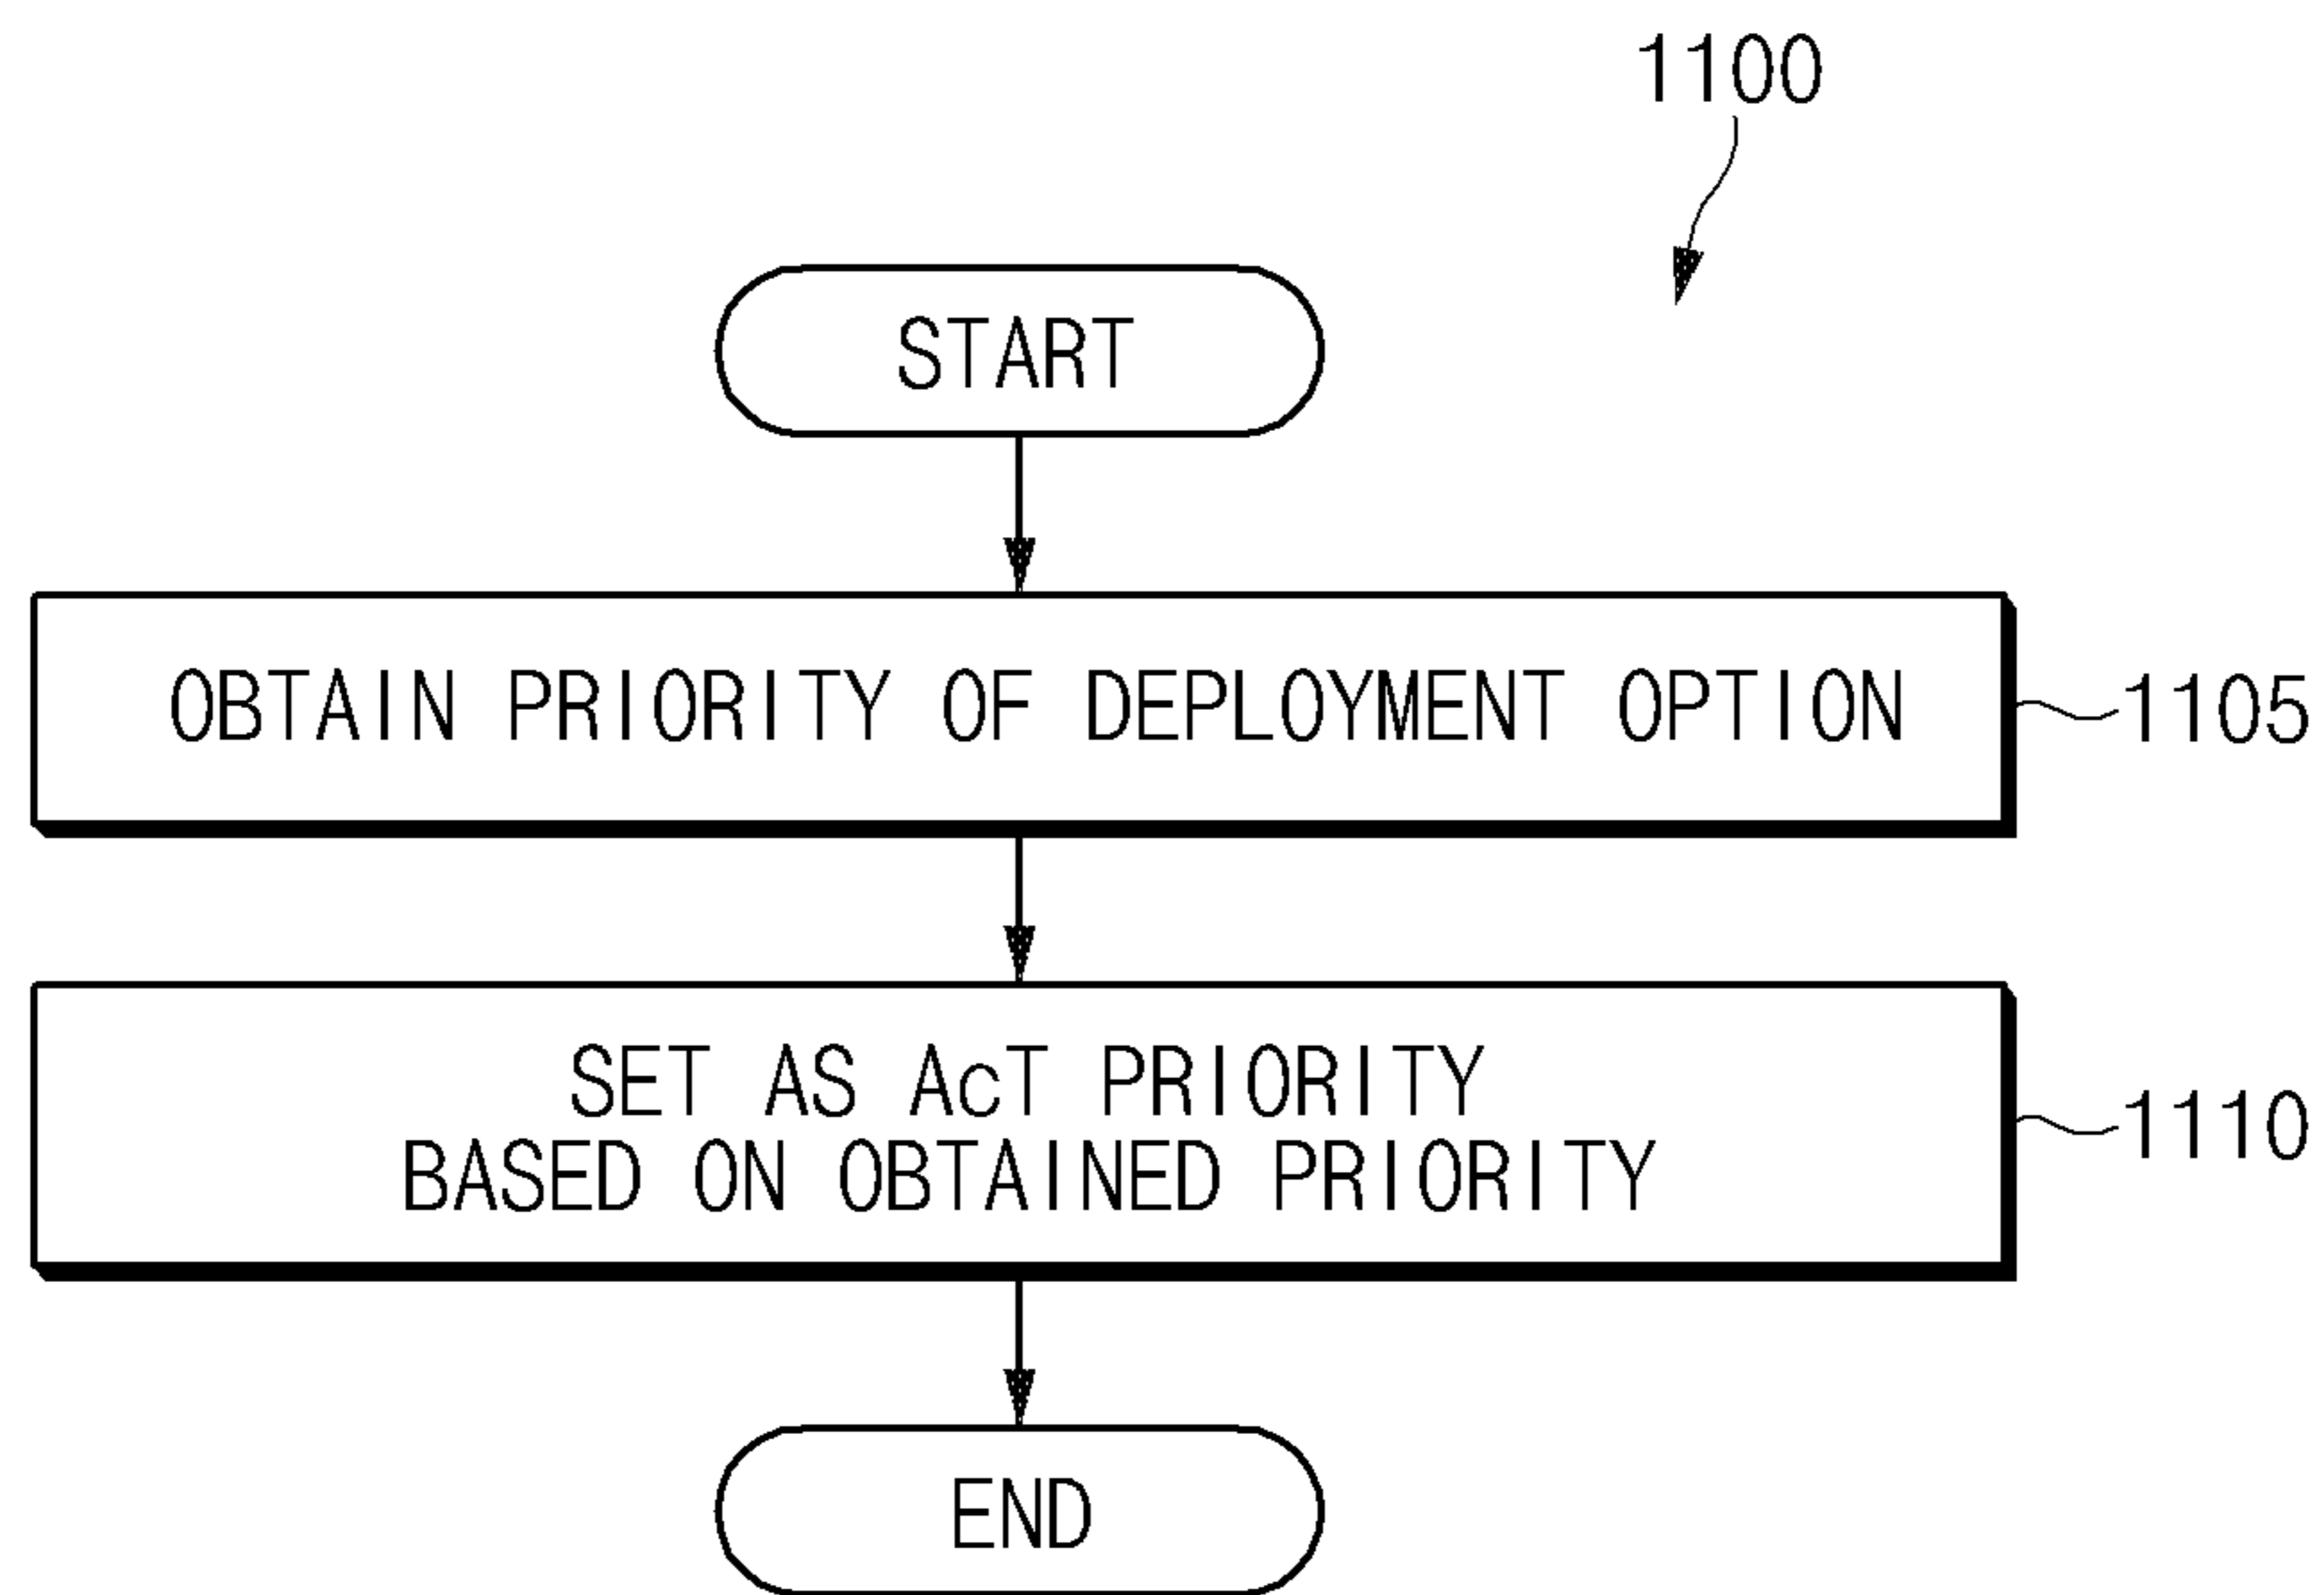 1100
START
OBTAIN PRIORITY OF DEPLOYMENT OPTION
1105
SET AS AcT PRIORITY
BASED ON OBTAINED PRIORITY
1110
END